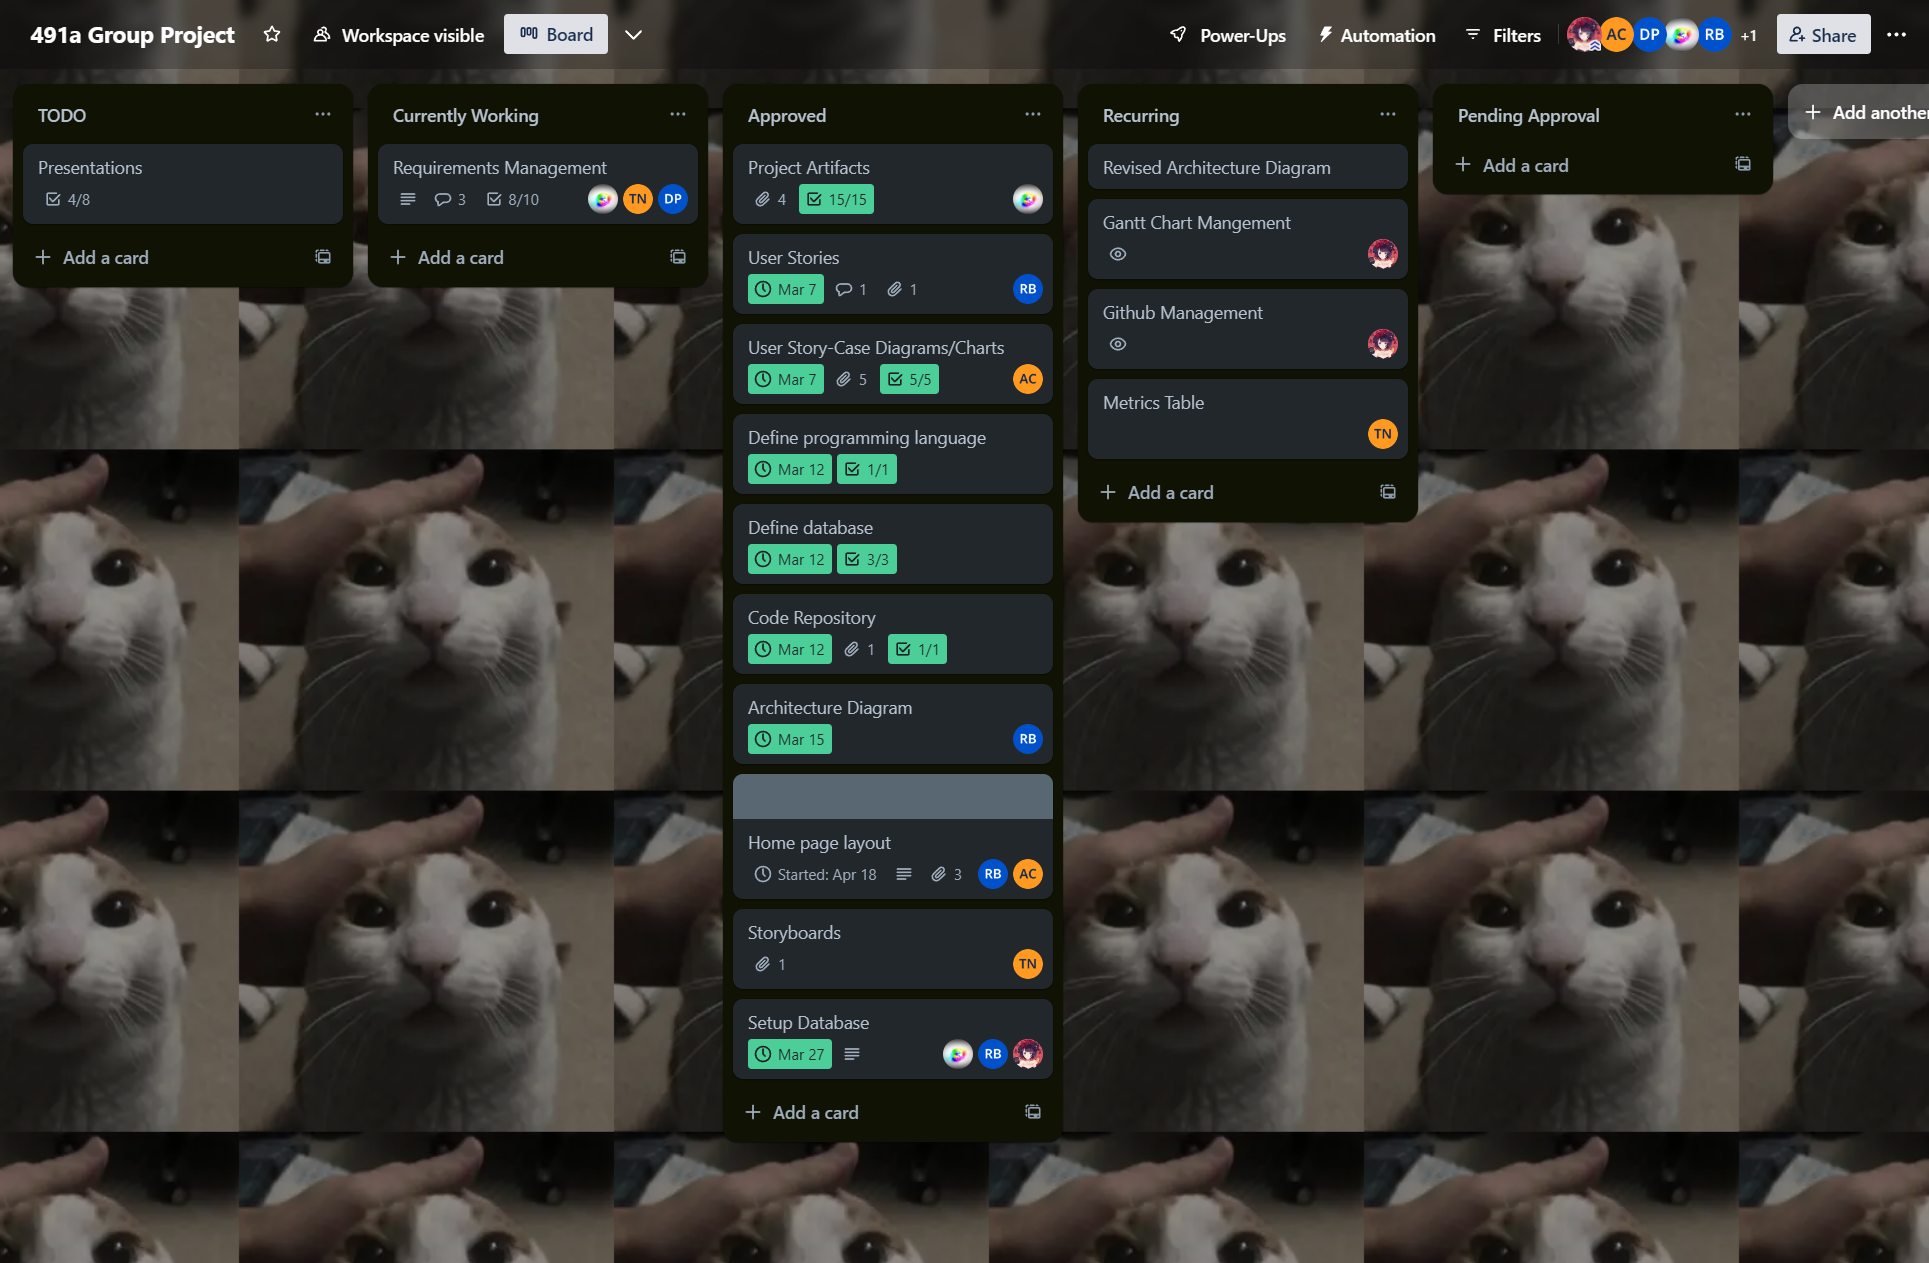 491a Group Project
Workspace visible
Board
Power-Ups
Automation
Filters
AC
DP
RB
+1
Share
TODO
Presentations
4/8
Add a card
Currently Working
Requirements Management
3
8/10
TN
DP
Add a card
Approved
Project Artifacts
4
15/15
User Stories
Mar 7
1
1
RB
User Story-Case Diagrams/Charts
Mar 7
5
5/5
AC
Define programming language
Mar 12
1/1
Define database
Mar 12
3/3
Code Repository
Mar 12
1
1/1
Architecture Diagram
Mar 15
RB
Home page layout
Started: Apr 18
3
RB
AC
Storyboards
1
TN
Setup Database
Mar 27
RB
Add a card
Recurring
Revised Architecture Diagram
Gantt Chart Mangement
Github Management
Metrics Table
TN
Add a card
Pending Approval
Add a card
Add another